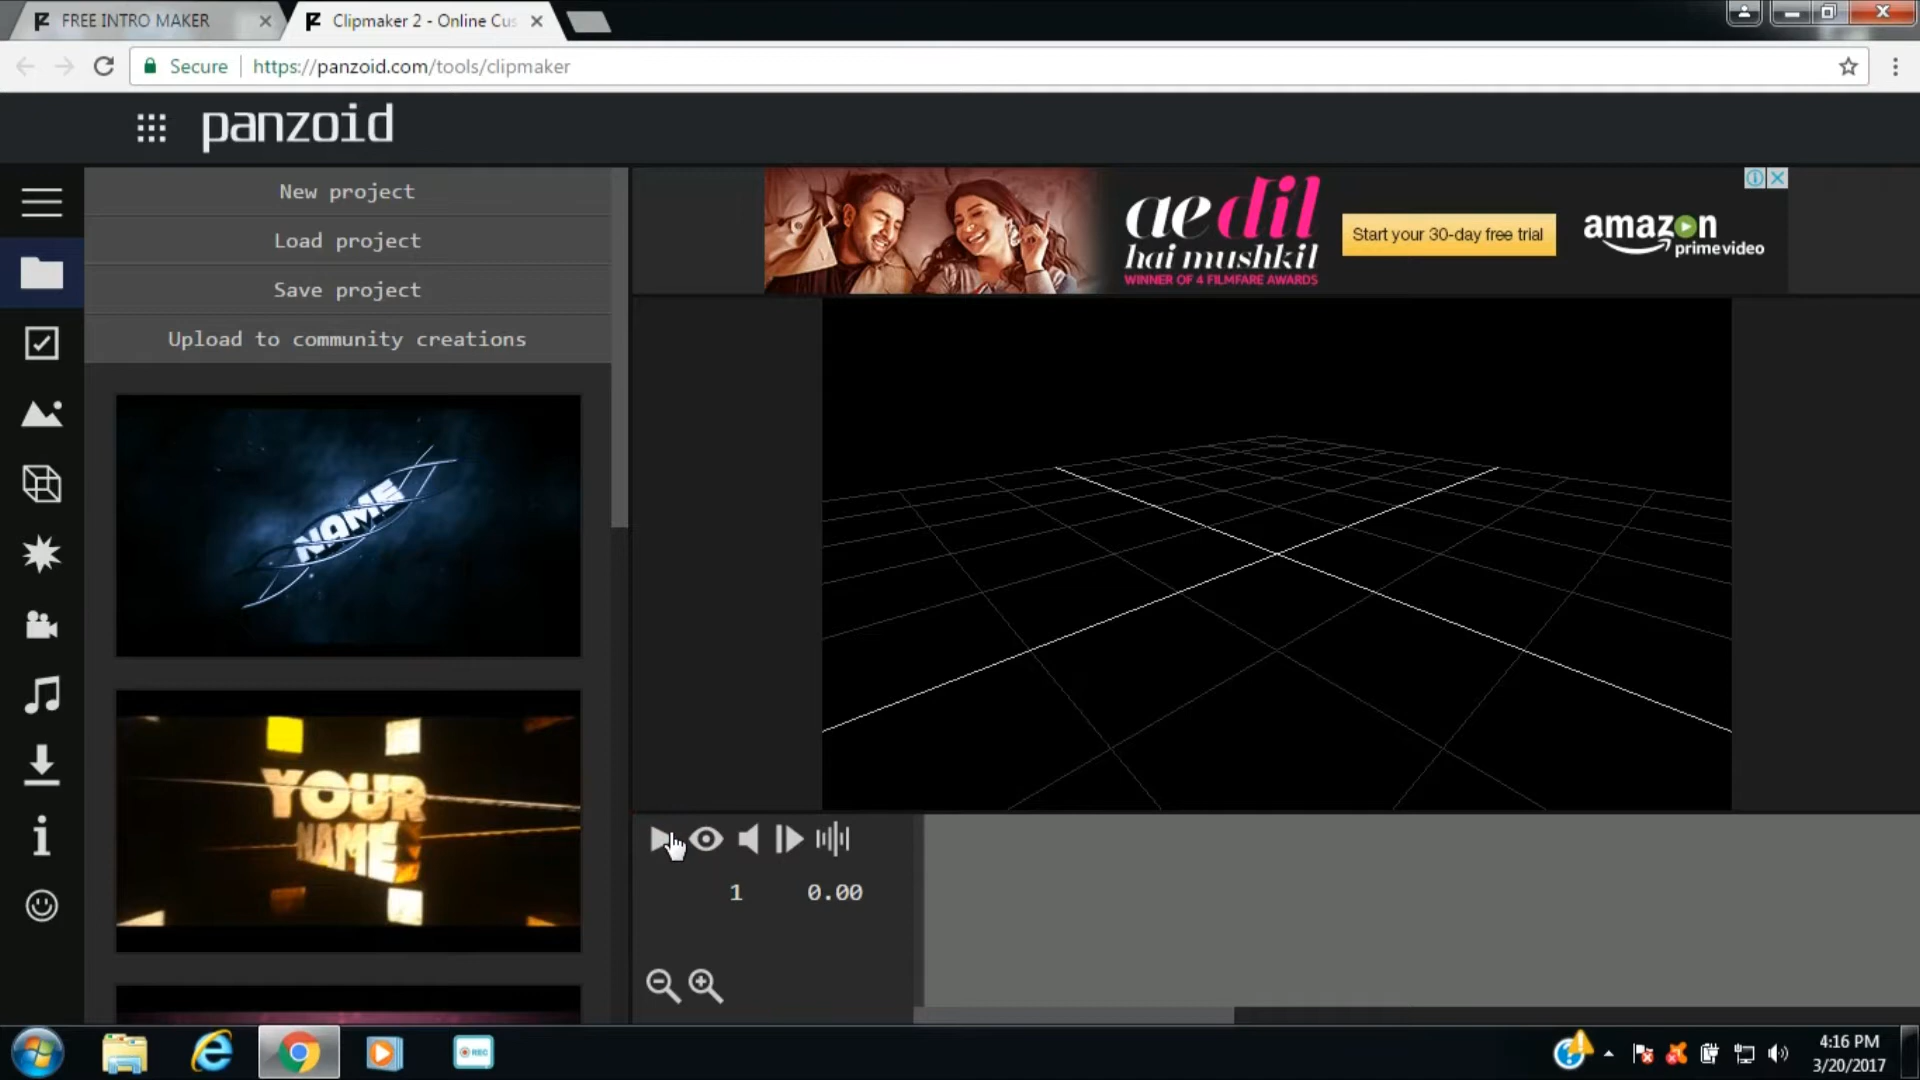 FREE INTRO MAKER
Clipmaker 2 - Online Cus
Secure
https://panzoid.com/tools/clipmaker
panzoid
New project
Load project
Save project
Upload to community creations
NAME
YOUR
NAME
ae dil
hai mushkil
WINNER OF 4 FILMFARE AWARDS
Start your 30-day free trial
amazon
prime video
1 0.00
REC
4:16 PM
3/20/2017